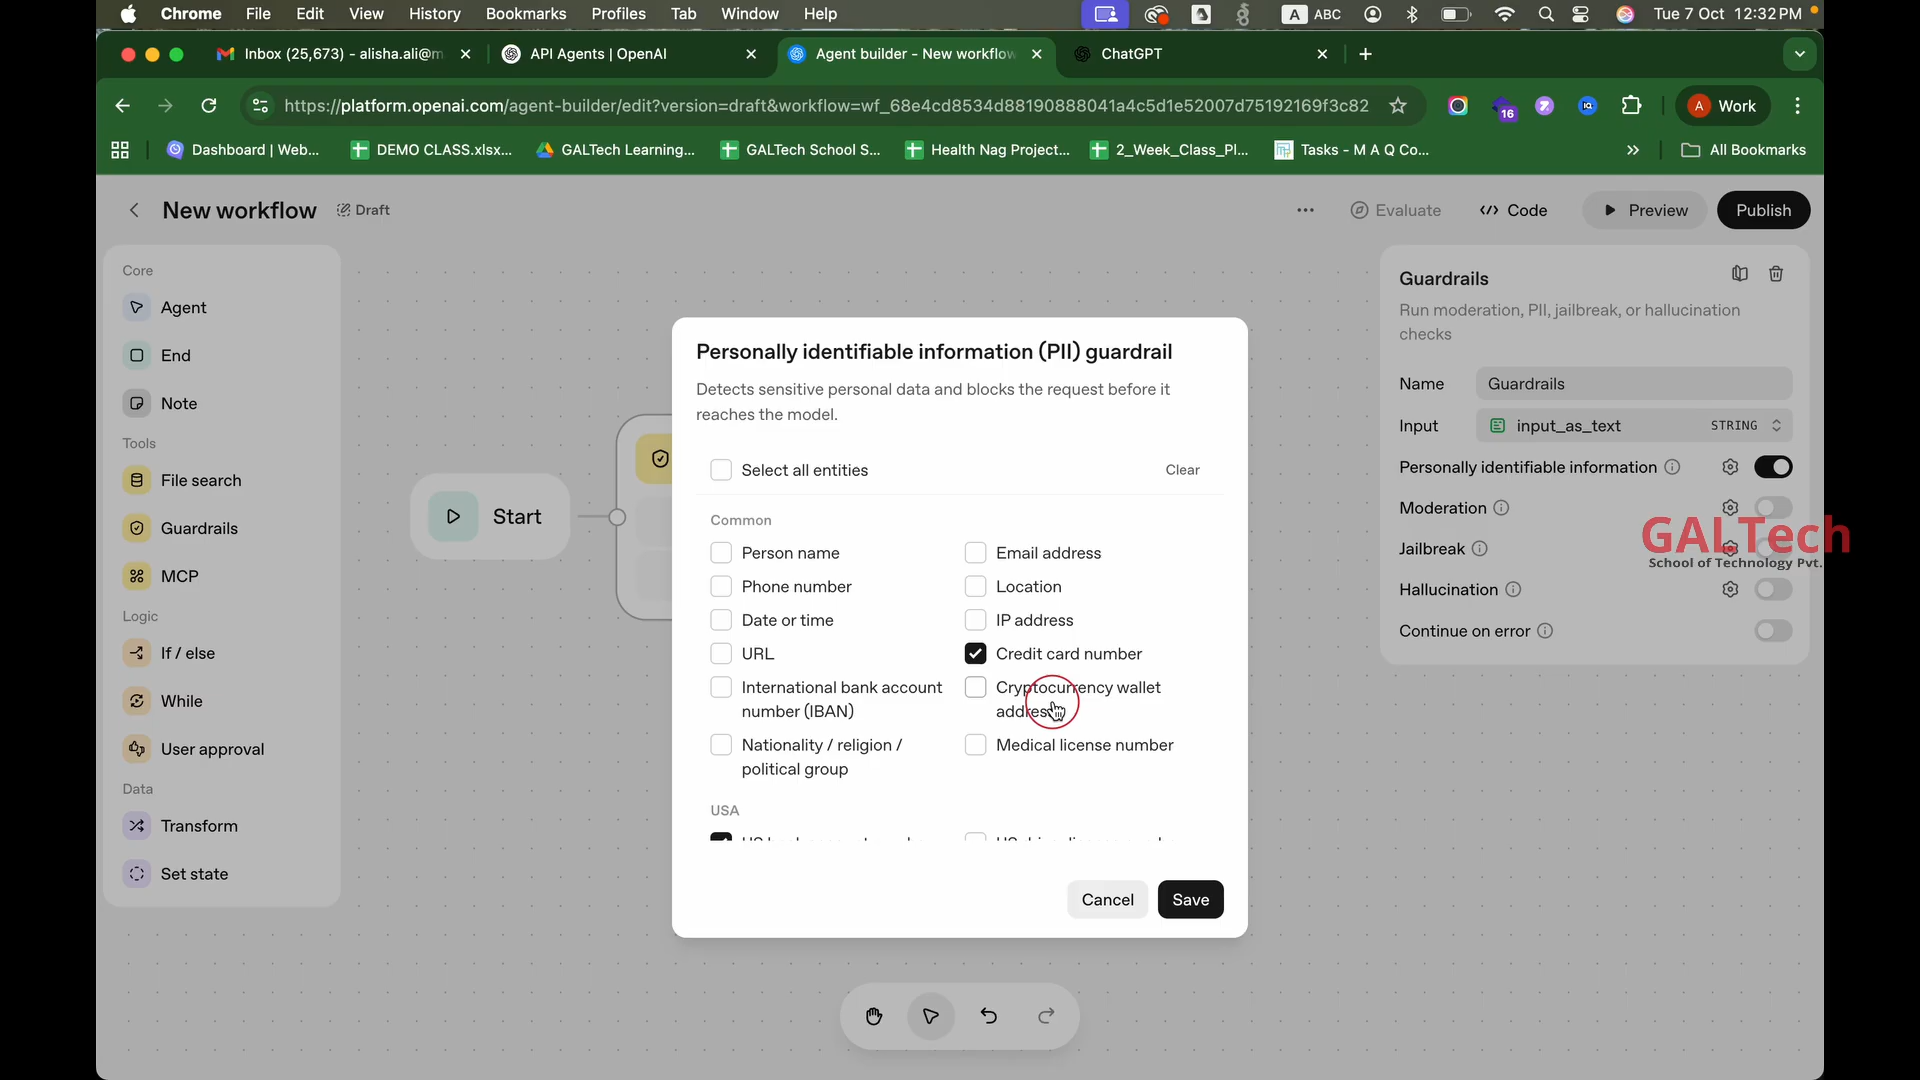 Chrome File Edit View History Bookmarks Profiles Tab Window Help A ABC Tue 7 Oct 12:32 PM
Inbox (25,673) - alisha.ali@m
API Agents | OpenAI
Agent builder - New workflow
ChatGPT
https://platform.openai.com/agent-builder/edit?version=draft&workflow=wf_68e4cd8534d88190888041a4c5d1e52007d75192169f3c82
16
A Work
Dashboard | Web...
DEMO CLASS.xlsx...
GALTech Learning...
GALTech School S...
Health Nag Project...
2_Week_Class_Pl...
Tasks - M A Q Co...
All Bookmarks
New workflow
Draft
Evaluate
Code
Preview
Publish
Core
Agent
End
Note
Tools
File search
Guardrails
MCP
Logic
If / else
While
User approval
Data
Transform
Set state
Start
Personally identifiable information (PII) guardrail
Detects sensitive personal data and blocks the request before it
reaches the model.
Select all entities
Clear
Common
Person name
Email address
Phone number
Location
Date or time
IP address
URL
Credit card number
International bank account
number (IBAN)
Cryptocurrency wallet
address
Nationality / religion /
political group
Medical license number
USA
Cancel
Save
Guardrails
Run moderation, PII, jailbreak, or hallucination
checks
Name
Guardrails
Input
input_as_text
STRING
Personally identifiable information
Moderation
Jailbreak
Hallucination
Continue on error
GALTech
School of Technology Pvt.